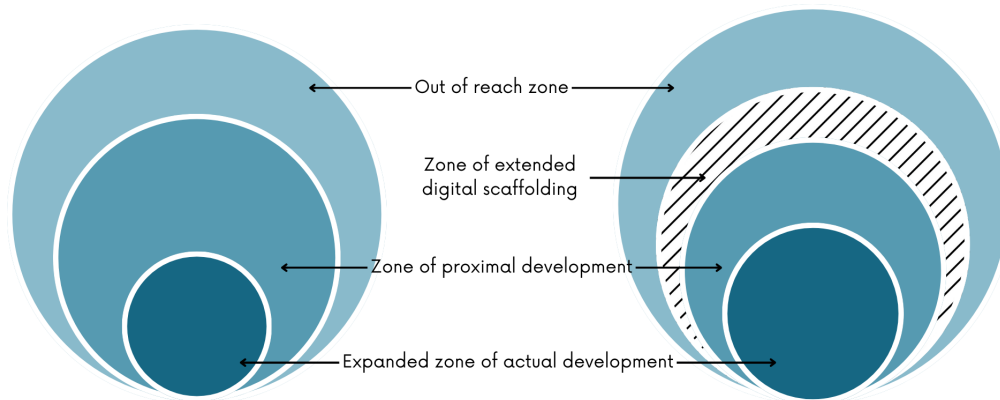 Out of reach zone
Zone of extended
digital scaffolding
Zone of proximal development
Expanded zone of actual development